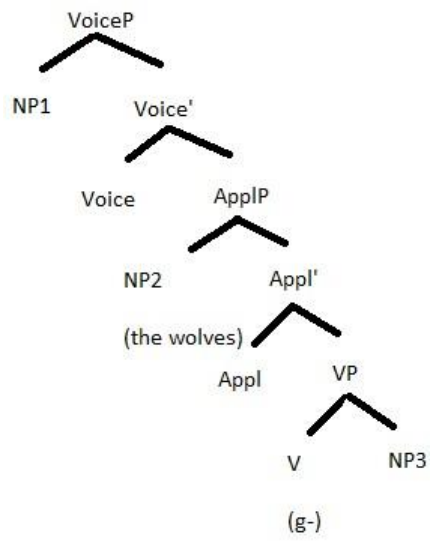 VoiceP
NP1 Voice'
Voice ApplP
NP2 Appl'
(the wolves)
Appl VP
V NP3
(g-)